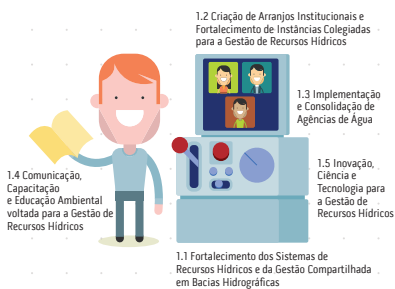 1.2 Criação de Arranjos Institucionais e
Fortalecimento de Instâncias Colegiadas
para a Gestão de Recursos Hídricos
1.3 Implementação
e Consolidação de
Agências de Água
1.4 Comunicação,
Capacitação
e Educação Ambiental
voltada para a Gestão de
Recursos Hídricos
1.5 Inovação,
Ciência e
Tecnologia para
a Gestão de
Recursos Hídricos
1.1 Fortalecimento dos Sistemas de
Recursos Hídricos e da Gestão Compartilhada
em Bacias Hidrográficas